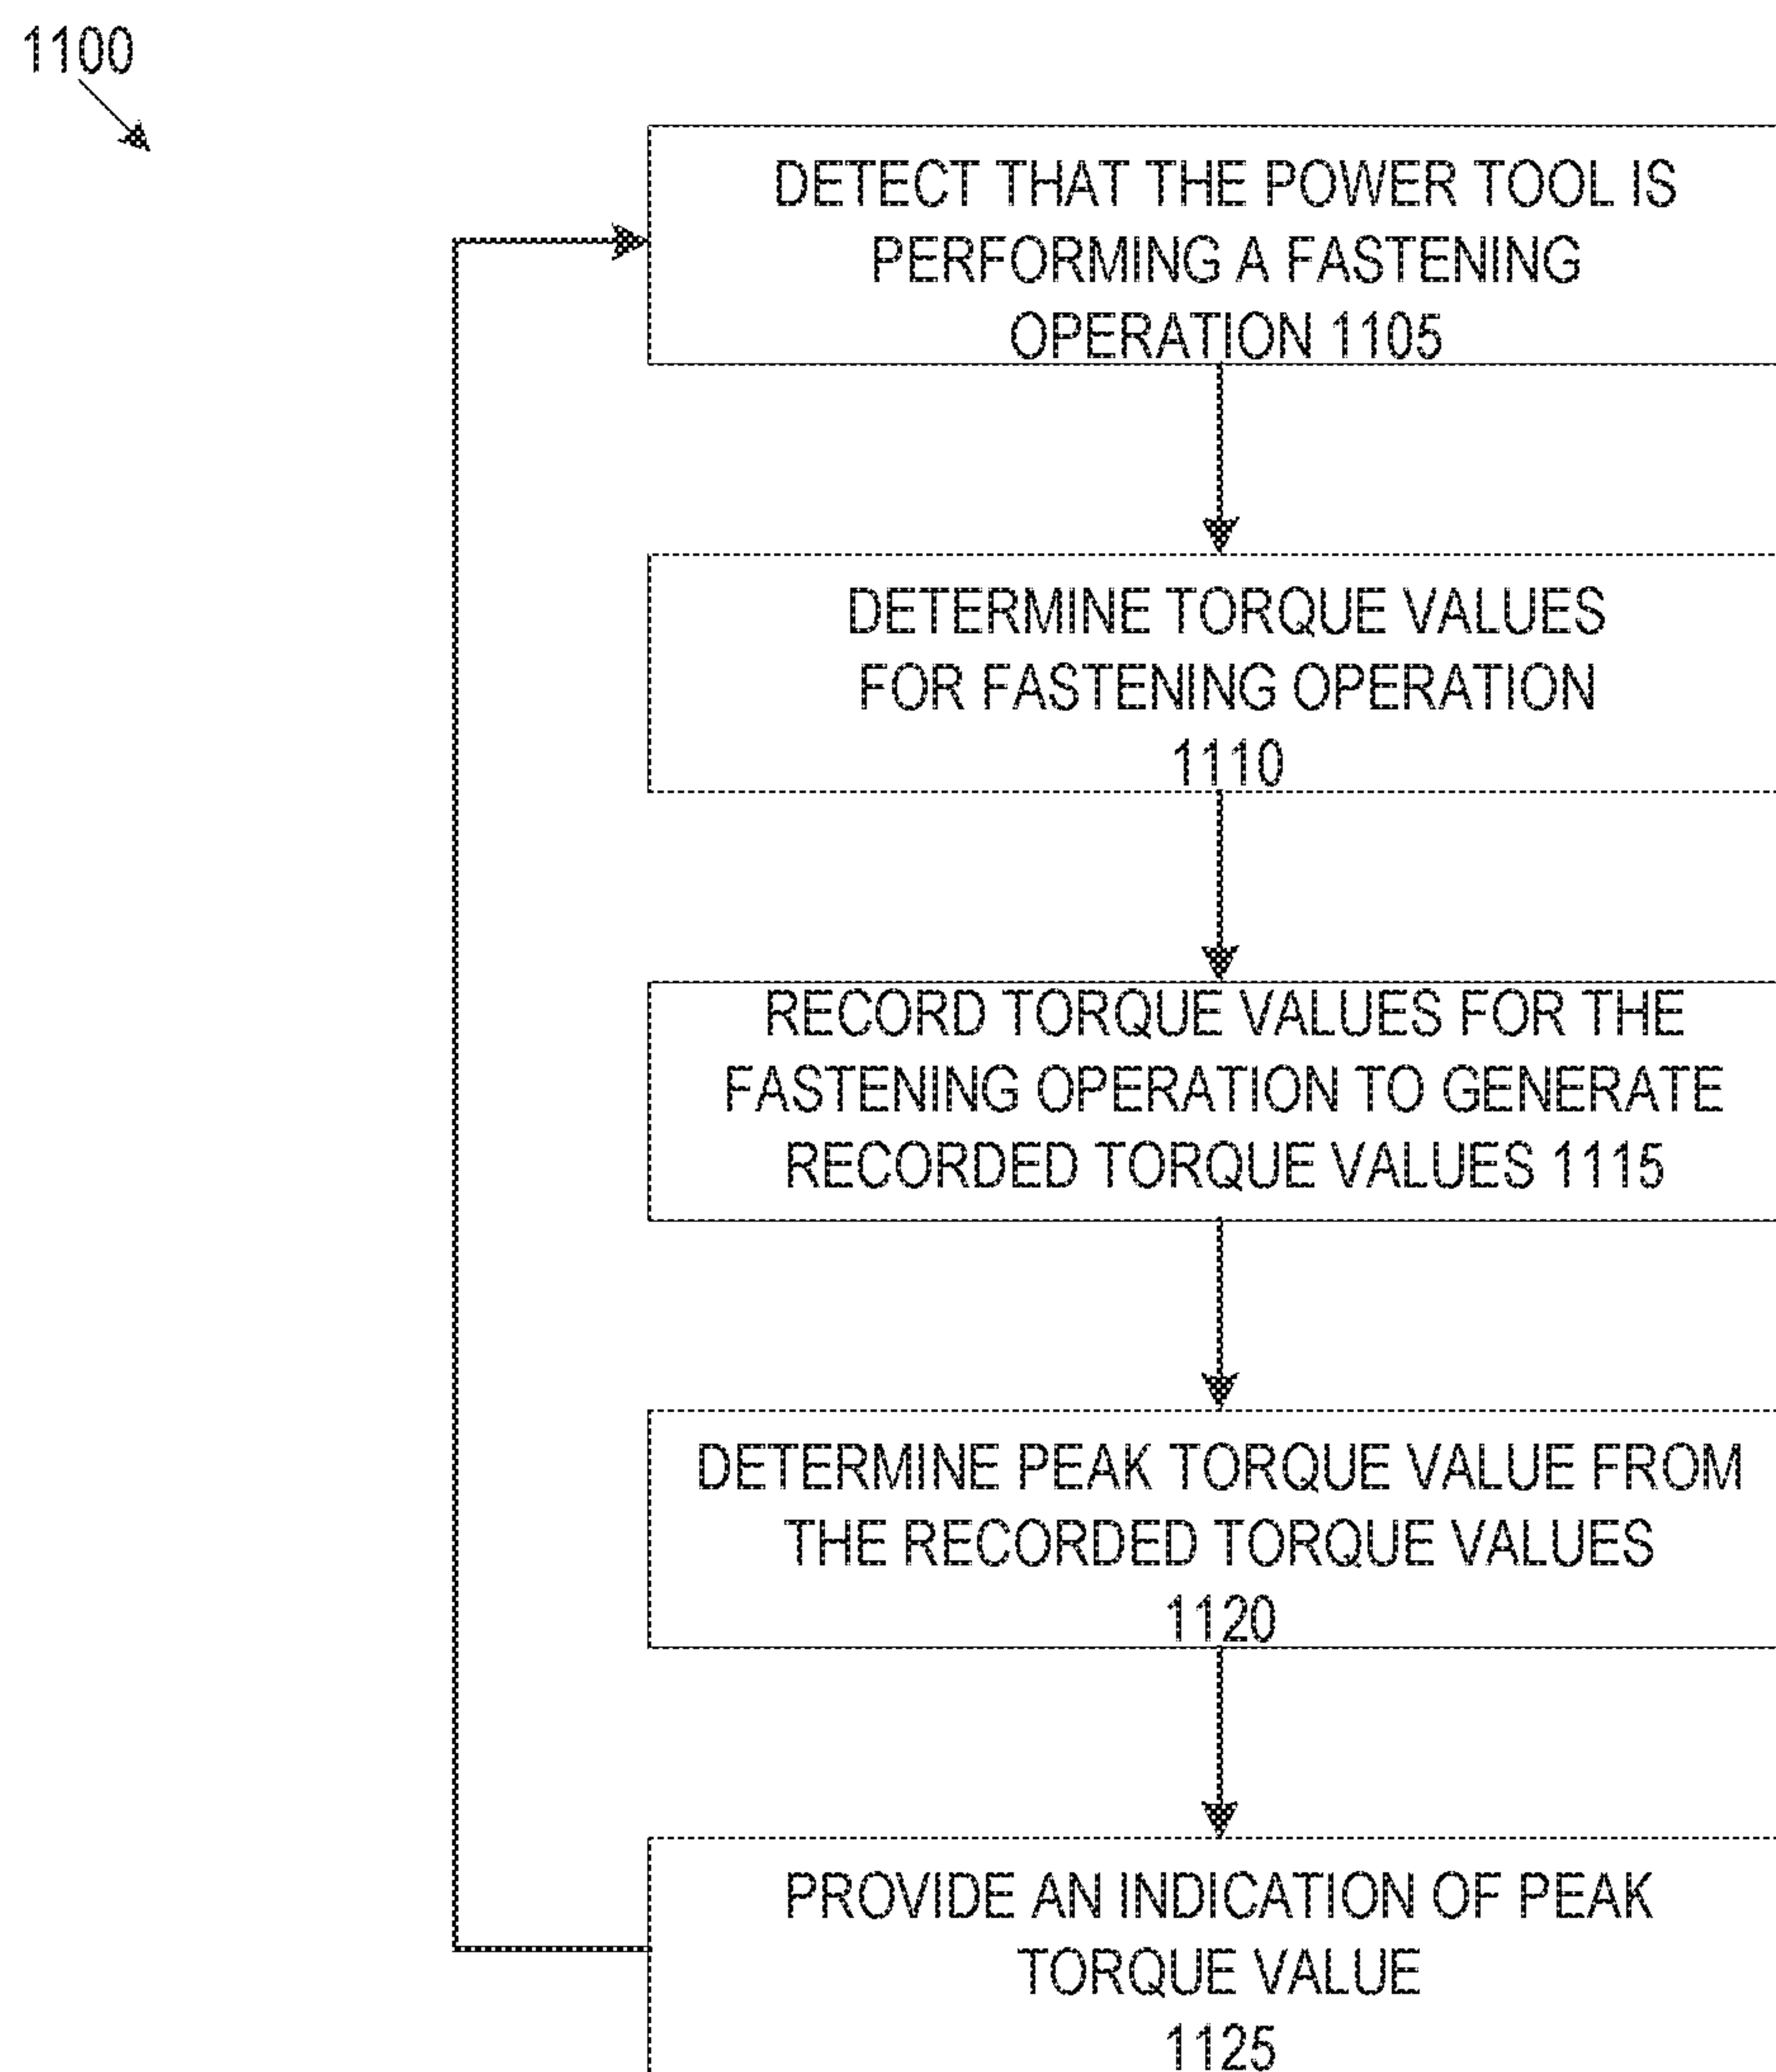 1100
DETECT THAT THE POWER TOOL IS
PERFORMING A FASTENING
OPERATION 1105
DETERMINE TORQUE VALUES
FOR FASTENING OPERATION
1110
RECORD TORQUE VALUES FOR THE
FASTENING OPERATION TO GENERATE
RECORDED TORQUE VALUES 1115
DETERMINE PEAK TORQUE VALUE FROM
THE RECORDED TORQUE VALUES
1120
PROVIDE AN INDICATION OF PEAK
TORQUE VALUE
1125